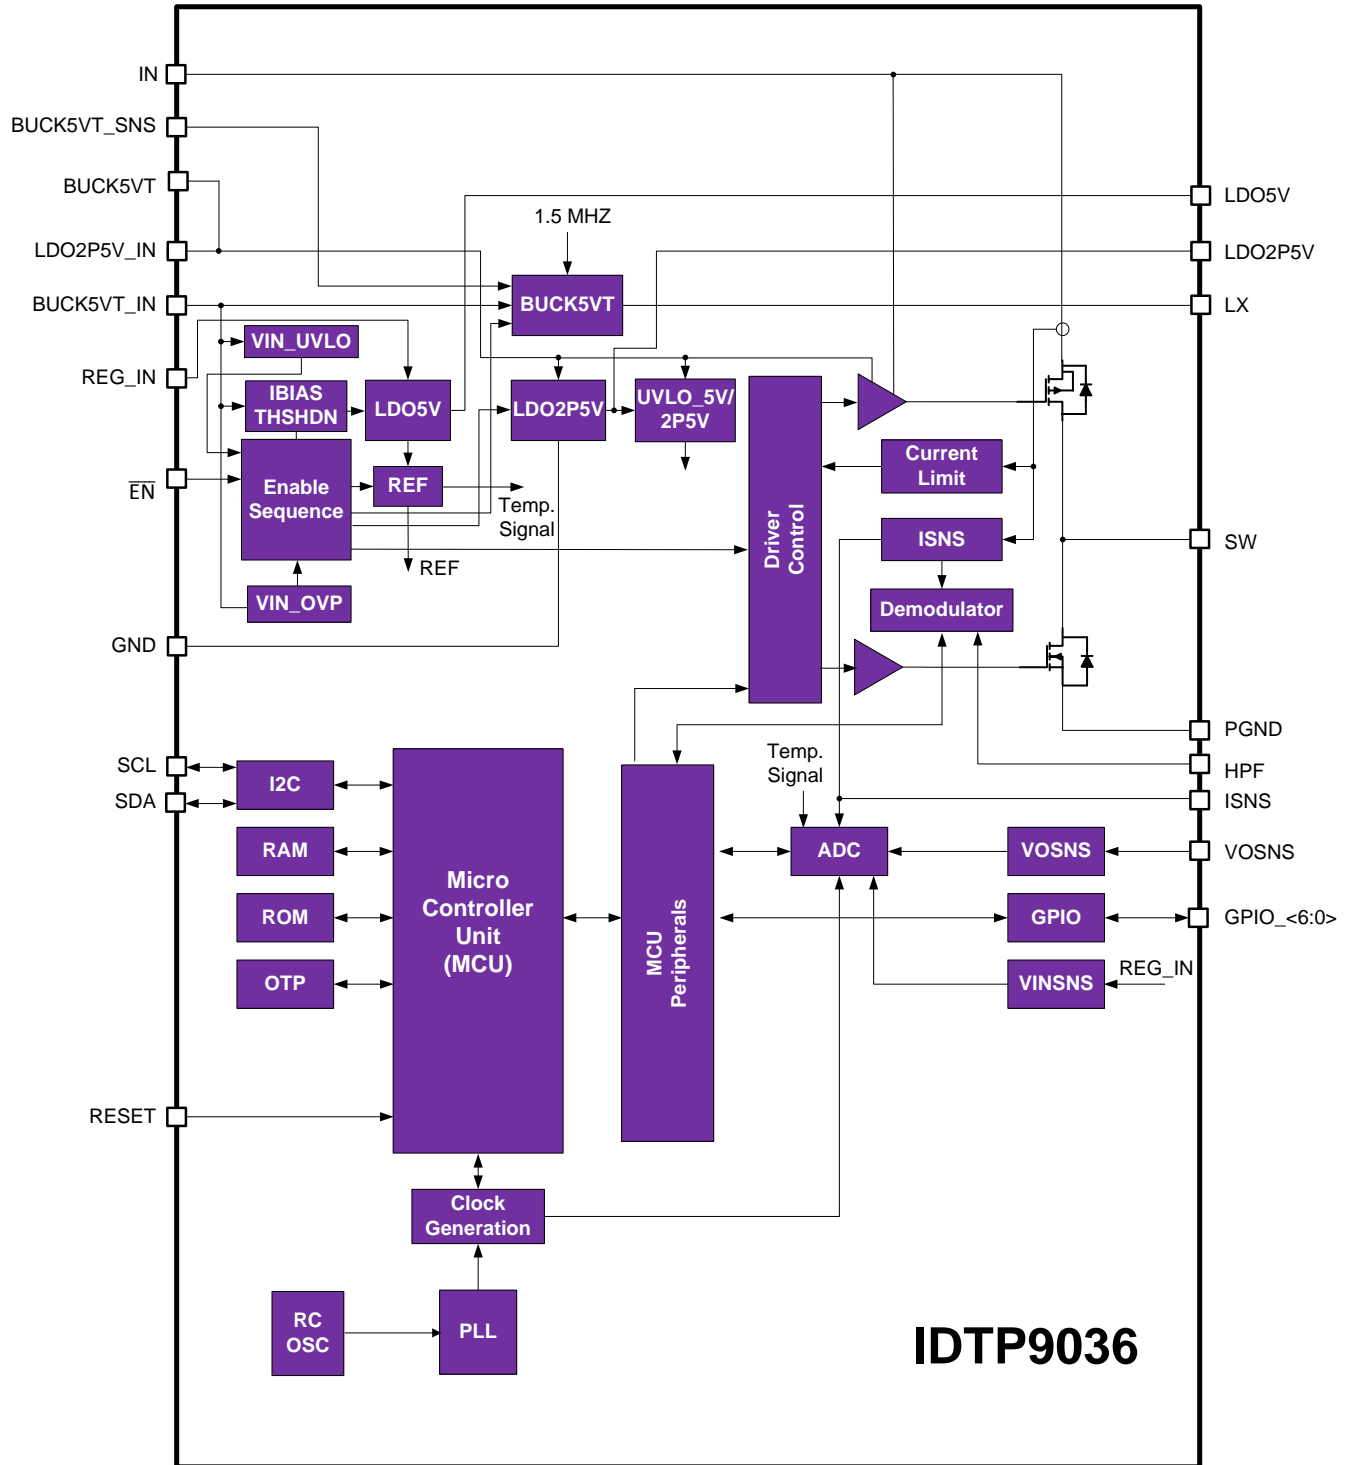 IN
BUCK5VT_SNS
BUCK5VT
LDO2P5V_IN
BUCK5VT_IN
REG_IN
EN
GND
SCL
SDA
RESET
LDO5V
LDO2P5V
LX
SW
PGND
HPF
ISNS
VOSNS
GPIO_<6:0>
1.5 MHZ
BUCK5VT
VIN_UVLO
IBIAS
THSHDN
LDO5V
LDO2P5V
UVLO_5V/
2P5V
Enable
Sequence
REF
Temp.
Signal
REF
VIN_OVP
Driver
Control
Current
Limit
ISNS
Demodulator
I2C
RAM
ROM
OTP
Micro
Controller
Unit
(MCU)
MCU
Peripherals
Temp.
Signal
ADC
VOSNS
GPIO
VINSNS
REG_IN
Clock
Generation
RC
OSC
PLL
IDTP9036